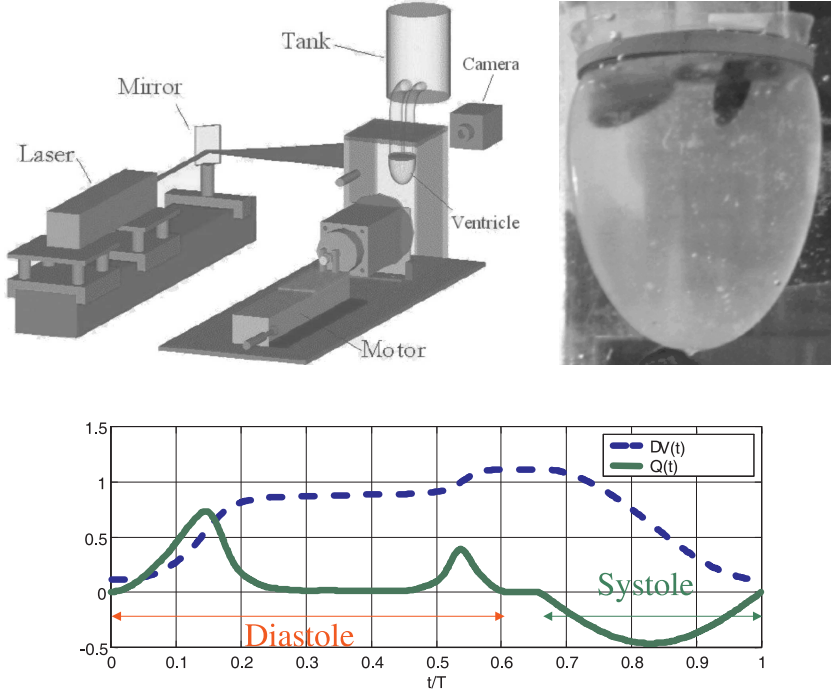 Tank
Camera
Mirror
Laser
Ventricle
Motor
1.5
DV(t)
Q(t)
1
0.5
Systole
0
Diastole
-0.5
0 0.1 0.2 0.3 0.4 0.5 0.6 0.7 0.8 0.9 1
t/T